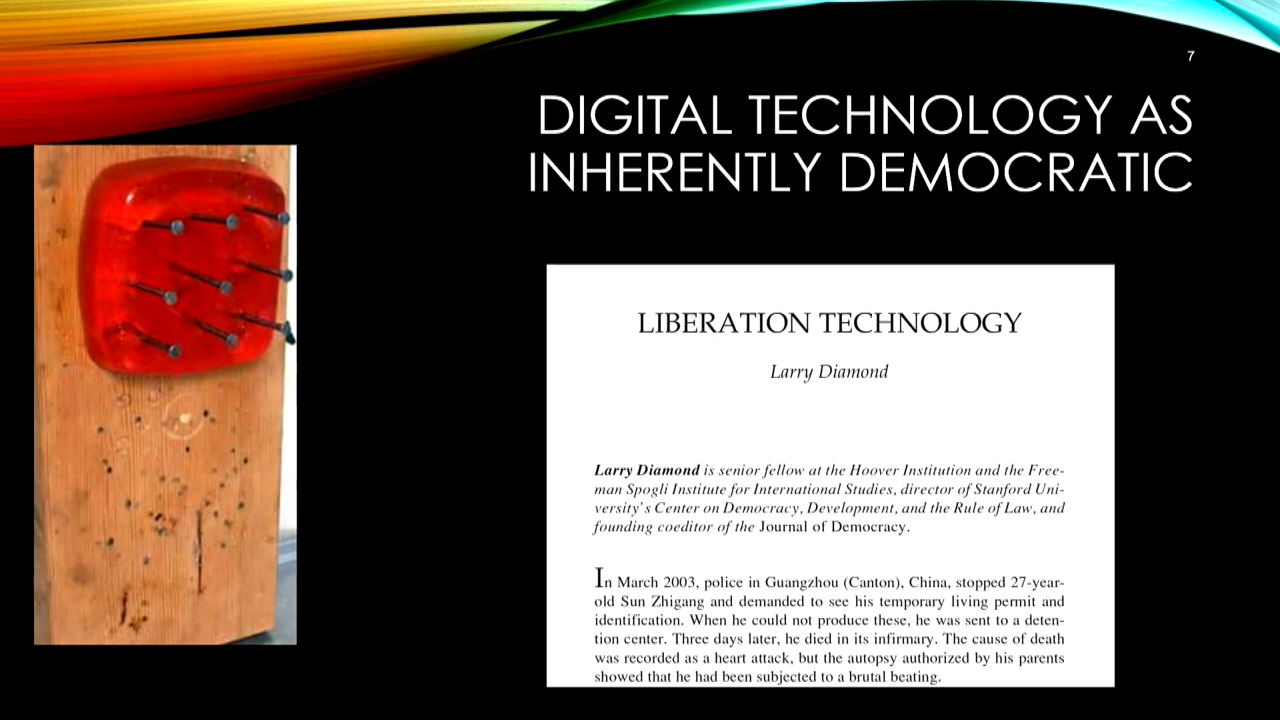 7
DIGITAL TECHNOLOGY AS
INHERENTLY DEMOCRATIC
LIBERATION TECHNOLOGY
Larry Diamond
Larry Diamond is senior fellow at the Hoover Institution and the Free-
man Spogli Institute for International Studies, director of Stanford Uni-
versity's Center on Democracy, Development, and the Rule of Law, and
founding coeditor of the Journal of Democracy.
In March 2003, police in Guangzhou (Canton), China, stopped 27-year-
old Sun Zhigang and demanded to see his temporary living permit and
identification. When he could not produce these, he was sent to a deten-
tion center. Three days later, he died in its infirmary. The cause of death
was recorded as a heart attack, but the autopsy authorized by his parents
showed that he had been subjected to a brutal beating.